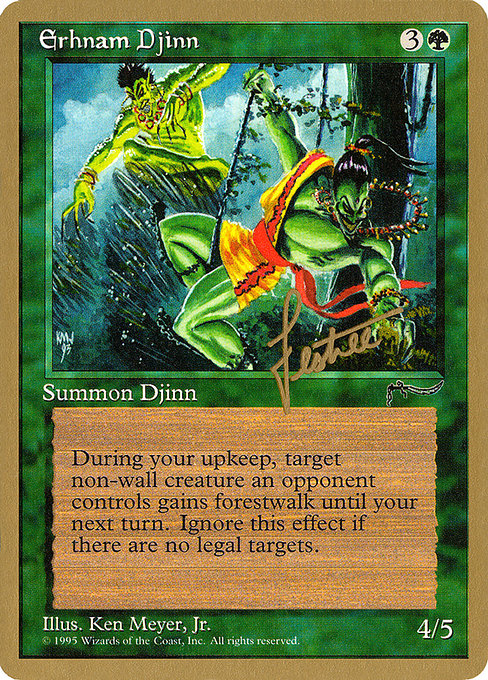 Erhnam Djinn
3
KMJ
93
Summon Djinn
During your upkeep, target
non-wall creature an opponent
controls gains forestwalk until your
next turn. Ignore this effect if
there are no legal targets.
Illus. Ken Meyer, Jr.
4/5
© 1995 Wizards of the Coast, Inc. All rights reserved.